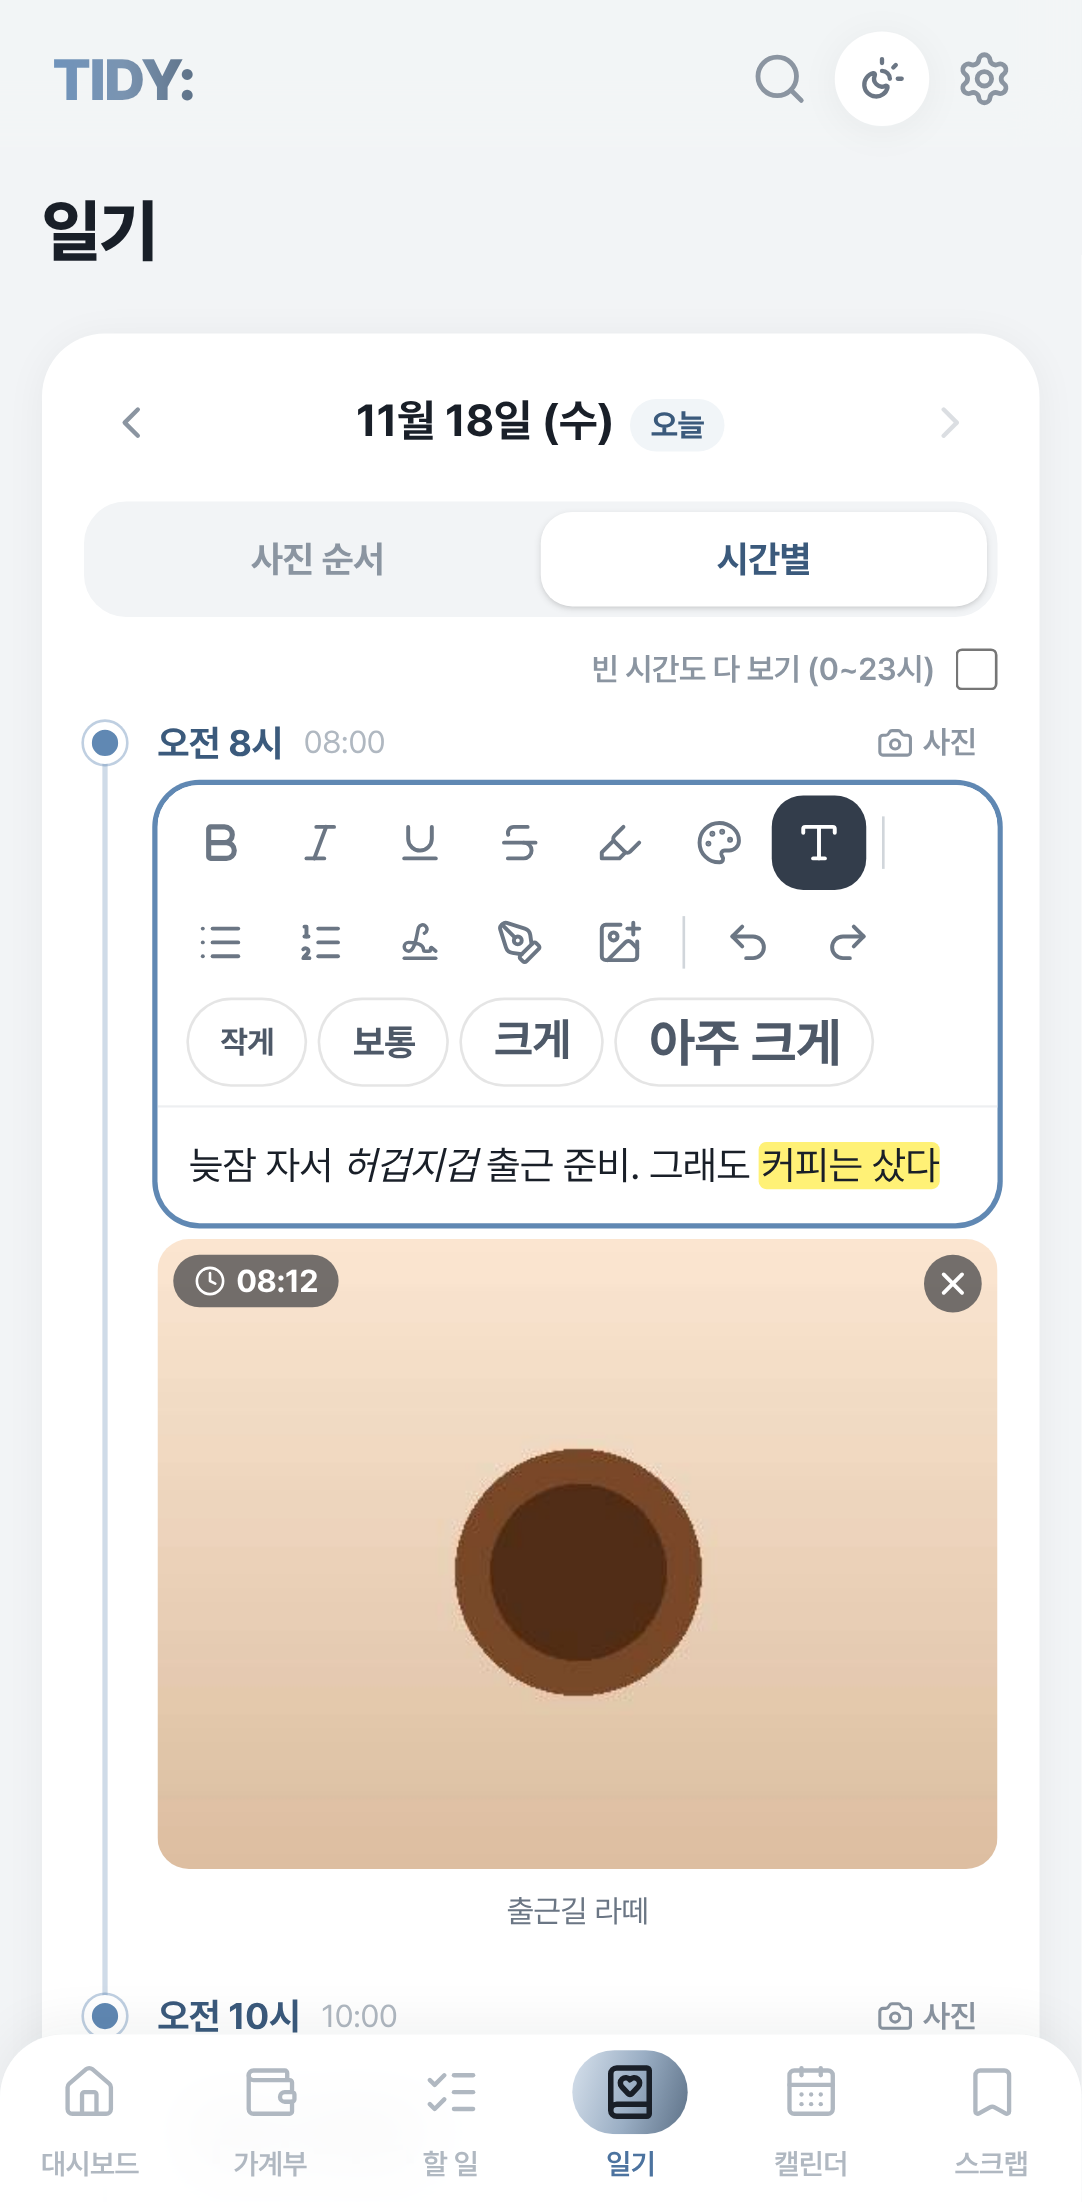 TIDY:
일기
11월 18일 (수) 오늘
사진 순서 시간별
빈 시간도 다 보기 (0~23시)
오전 8시 08:00 사진
작게 보통 크게 아주 크게
늦잠 자서 허겁지겁 출근 준비. 그래도 커피는 샀다
08:12
출근길 라떼
오전 10시 10:00 사진
대시보드 가계부 할 일 일기 캘린더 스크랩